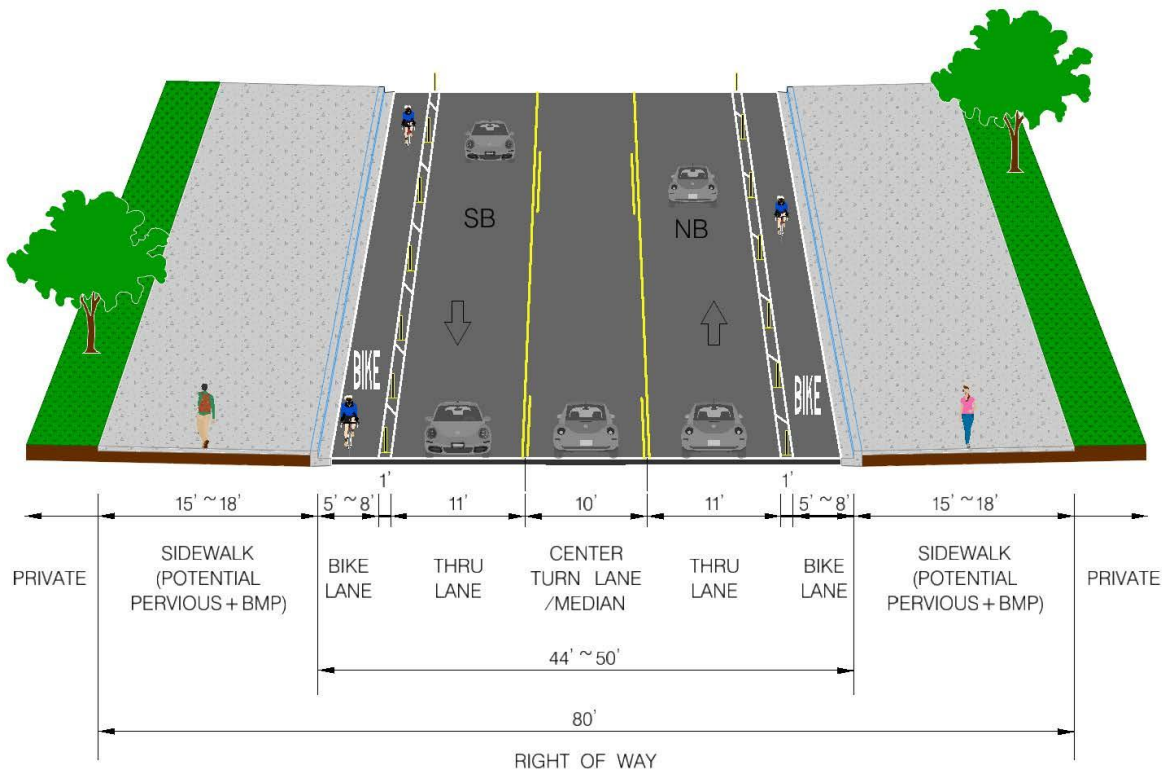 SB
NB
BIKE
BIKE
1'
1'
15' ~ 18'
5' ~ 8'
11'
10'
11'
5' ~ 8'
15' ~ 18'
PRIVATE
SIDEWALK
(POTENTIAL
PERVIOUS + BMP)
BIKE
LANE
THRU
LANE
CENTER
TURN LANE
/MEDIAN
THRU
LANE
BIKE
LANE
SIDEWALK
(POTENTIAL
PERVIOUS + BMP)
PRIVATE
44' ~ 50'
80'
RIGHT OF WAY